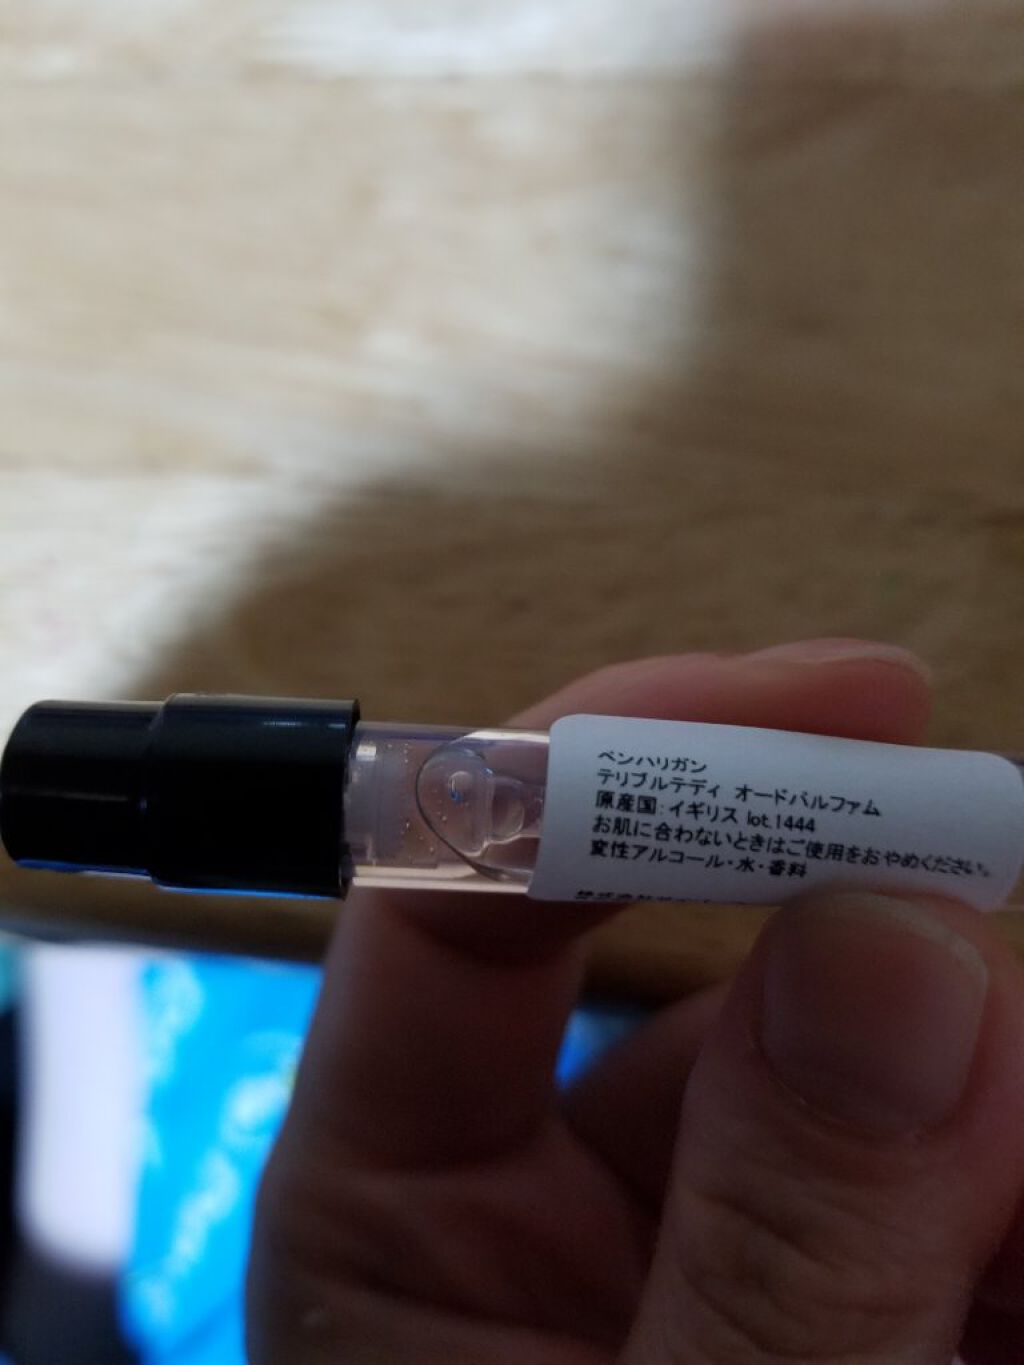 ペンハリガン
テリブルテディ オードパルファム
原産国:イギリス lot.1444
お肌に合わないときはご使用をおやめください。
変性アルコール・水・香料